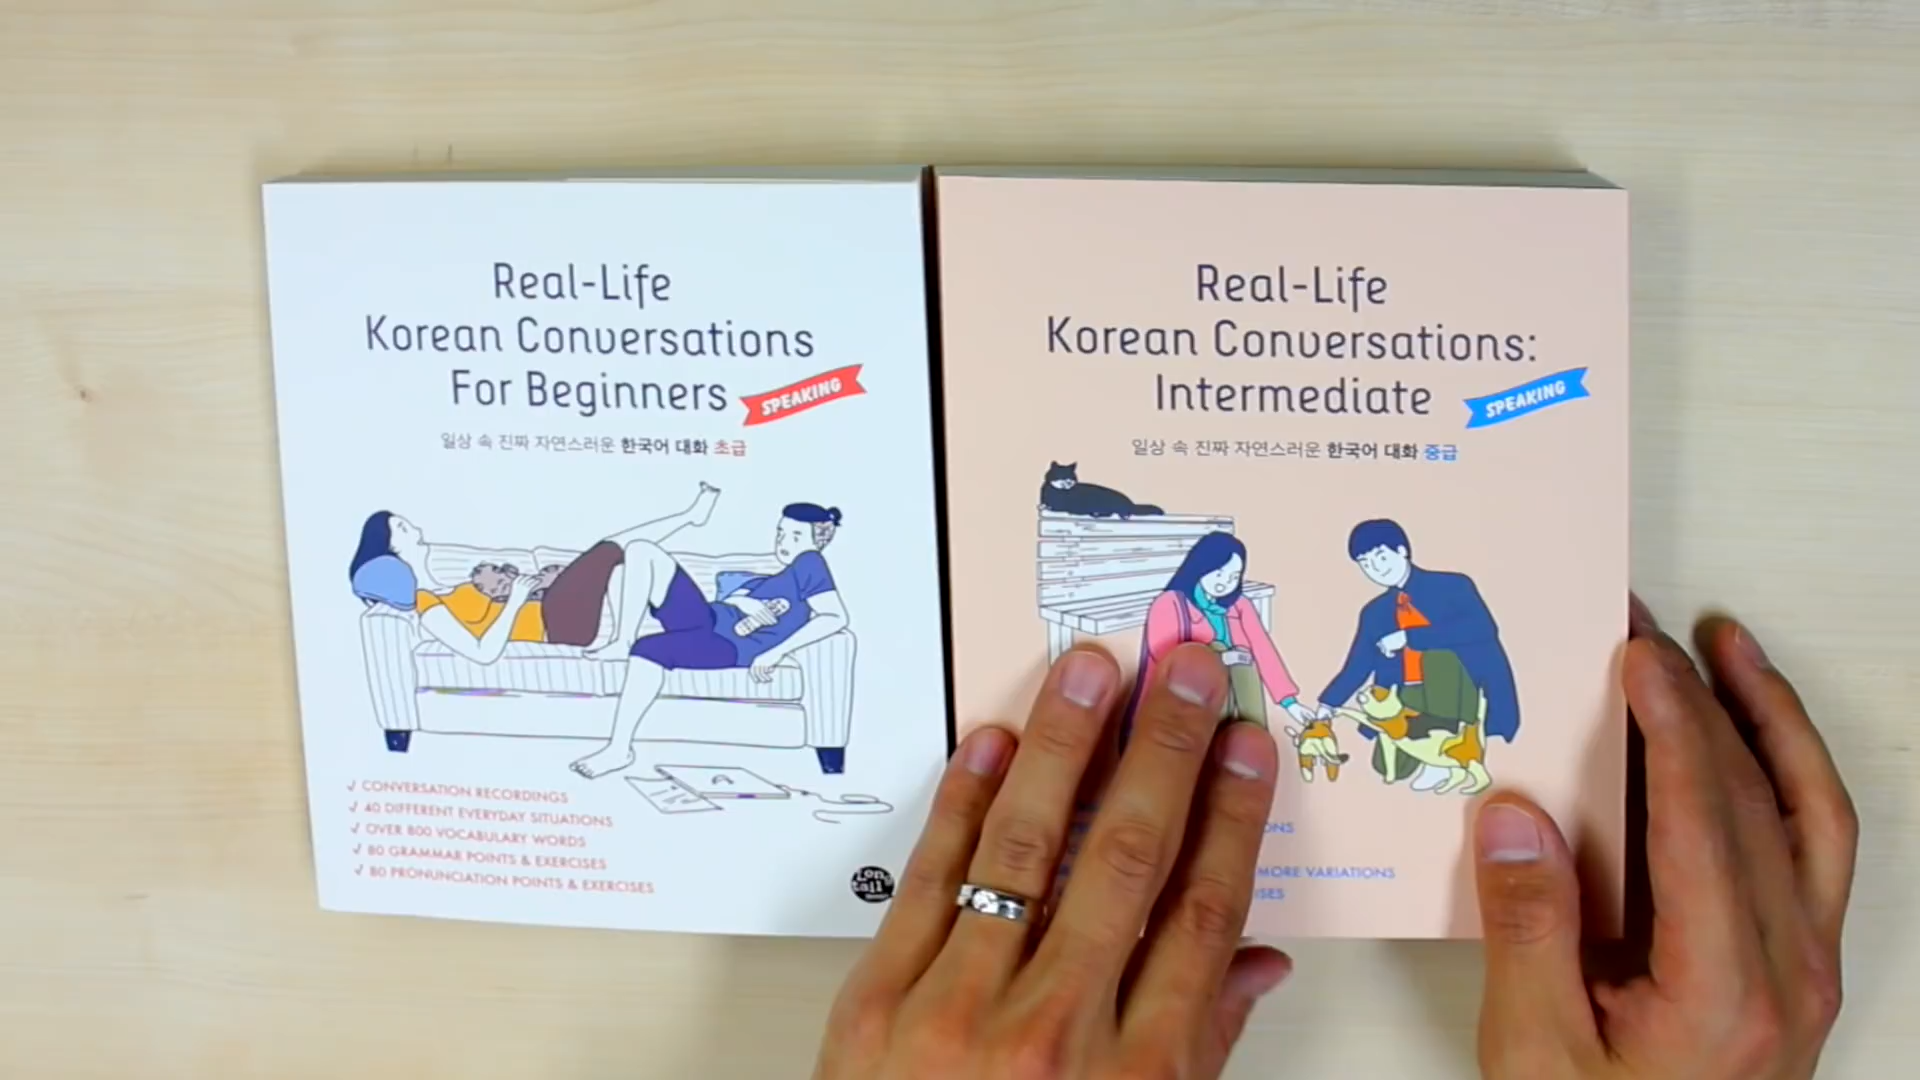 Real-Life
Korean Conversations
For Beginners
SPEAKING
일상 속 진짜 자연스러운 한국어 대화 초급
√ CONVERSATION RECORDINGS
√ 40 DIFFERENT EVERYDAY SITUATIONS
√ OVER 800 VOCABULARY WORDS
√ 80 GRAMMAR POINTS & EXERCISES
√ 80 PRONUNCIATION POINTS & EXERCISES
Long
tail
Real-Life
Korean Conversations:
Intermediate
SPEAKING
일상 속 진짜 자연스러운 한국어 대화 중급
MORE VARIATIONS